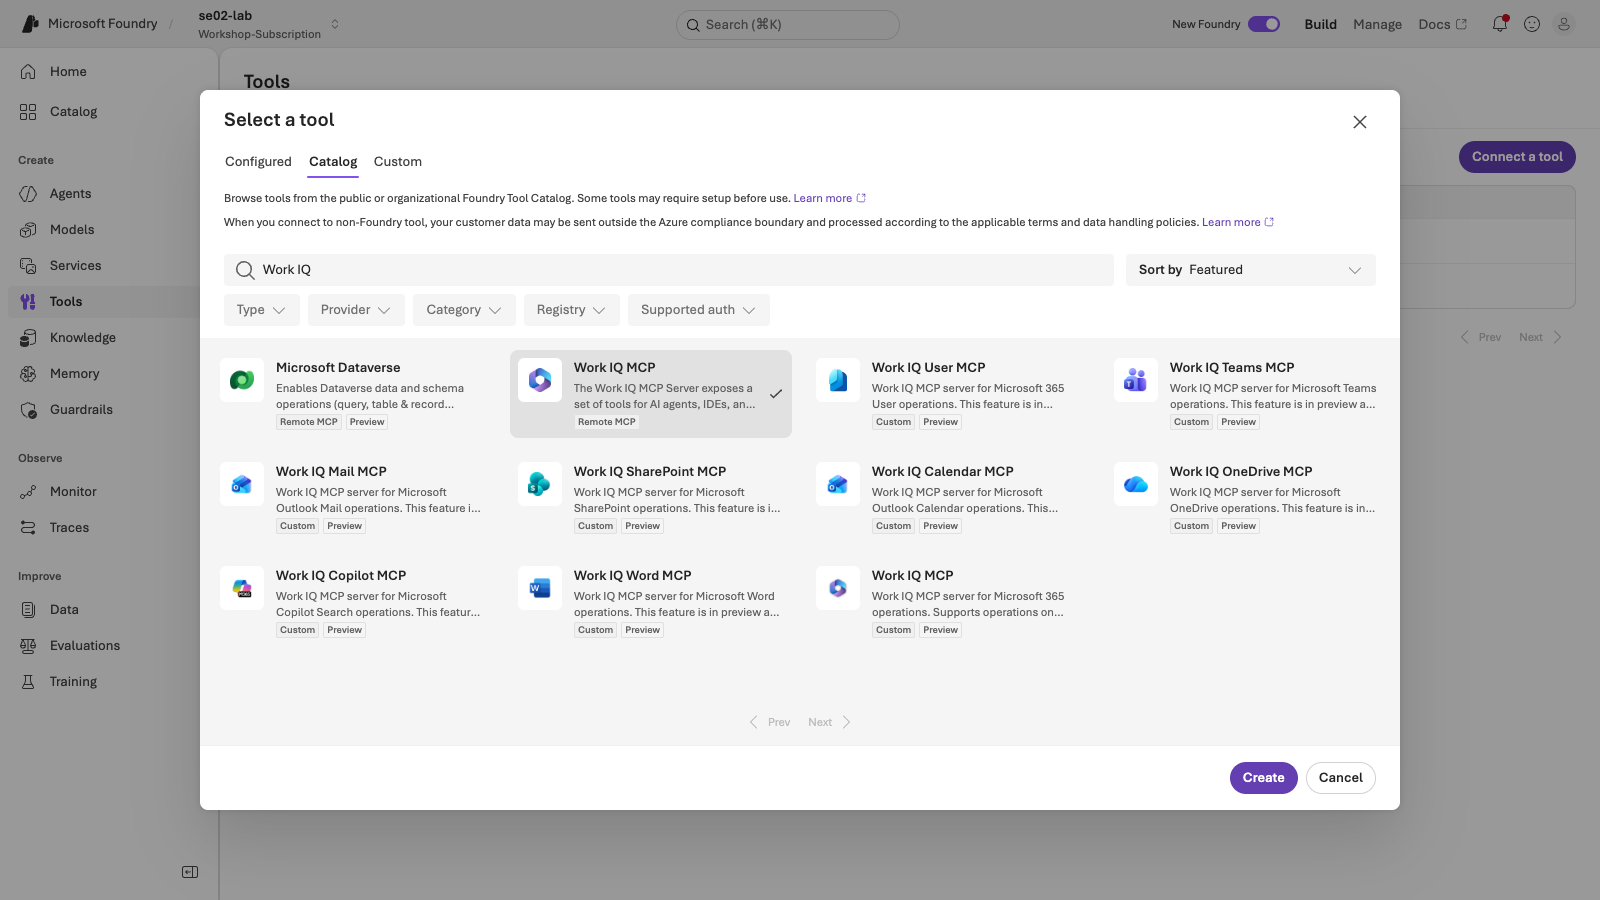 Microsoft Foundry
/
se02-lab
Workshop-Subscription
Search (⌘K)
New Foundry
Build
Manage
Docs
Home
Catalog
Create
Agents
Models
Services
Tools
Knowledge
Memory
Guardrails
Observe
Monitor
Traces
Improve
Data
Evaluations
Training
Tools
Connect a tool
Prev
Next
Select a tool
Configured
Catalog
Custom
Browse tools from the public or organizational Foundry Tool Catalog. Some tools may require setup before use. Learn more
When you connect to non-Foundry tool, your customer data may be sent outside the Azure compliance boundary and processed according to the applicable terms and data handling policies. Learn more
Work IQ
Sort by Featured
Type
Provider
Category
Registry
Supported auth
Microsoft Dataverse
Enables Dataverse data and schema
operations (query, table & record...
Remote MCP
Preview
Work IQ MCP
The Work IQ MCP Server exposes a
set of tools for AI agents, IDEs, an...
Remote MCP
Work IQ User MCP
Work IQ MCP server for Microsoft 365
User operations. This feature is in...
Custom
Preview
Work IQ Teams MCP
Work IQ MCP server for Microsoft Teams
operations. This feature is in preview a...
Custom
Preview
Work IQ Mail MCP
Work IQ MCP server for Microsoft
Outlook Mail operations. This feature i...
Custom
Preview
Work IQ SharePoint MCP
Work IQ MCP server for Microsoft
SharePoint operations. This feature is i...
Custom
Preview
Work IQ Calendar MCP
Work IQ MCP server for Microsoft
Outlook Calendar operations. This...
Custom
Preview
Work IQ OneDrive MCP
Work IQ MCP server for Microsoft
OneDrive operations. This feature is in...
Custom
Preview
Work IQ Copilot MCP
Work IQ MCP server for Microsoft
Copilot Search operations. This featur...
Custom
Preview
Work IQ Word MCP
Work IQ MCP server for Microsoft Word
operations. This feature is in preview a...
Custom
Preview
Work IQ MCP
Work IQ MCP server for Microsoft 365
operations. Supports operations on...
Custom
Preview
Prev
Next
Create
Cancel